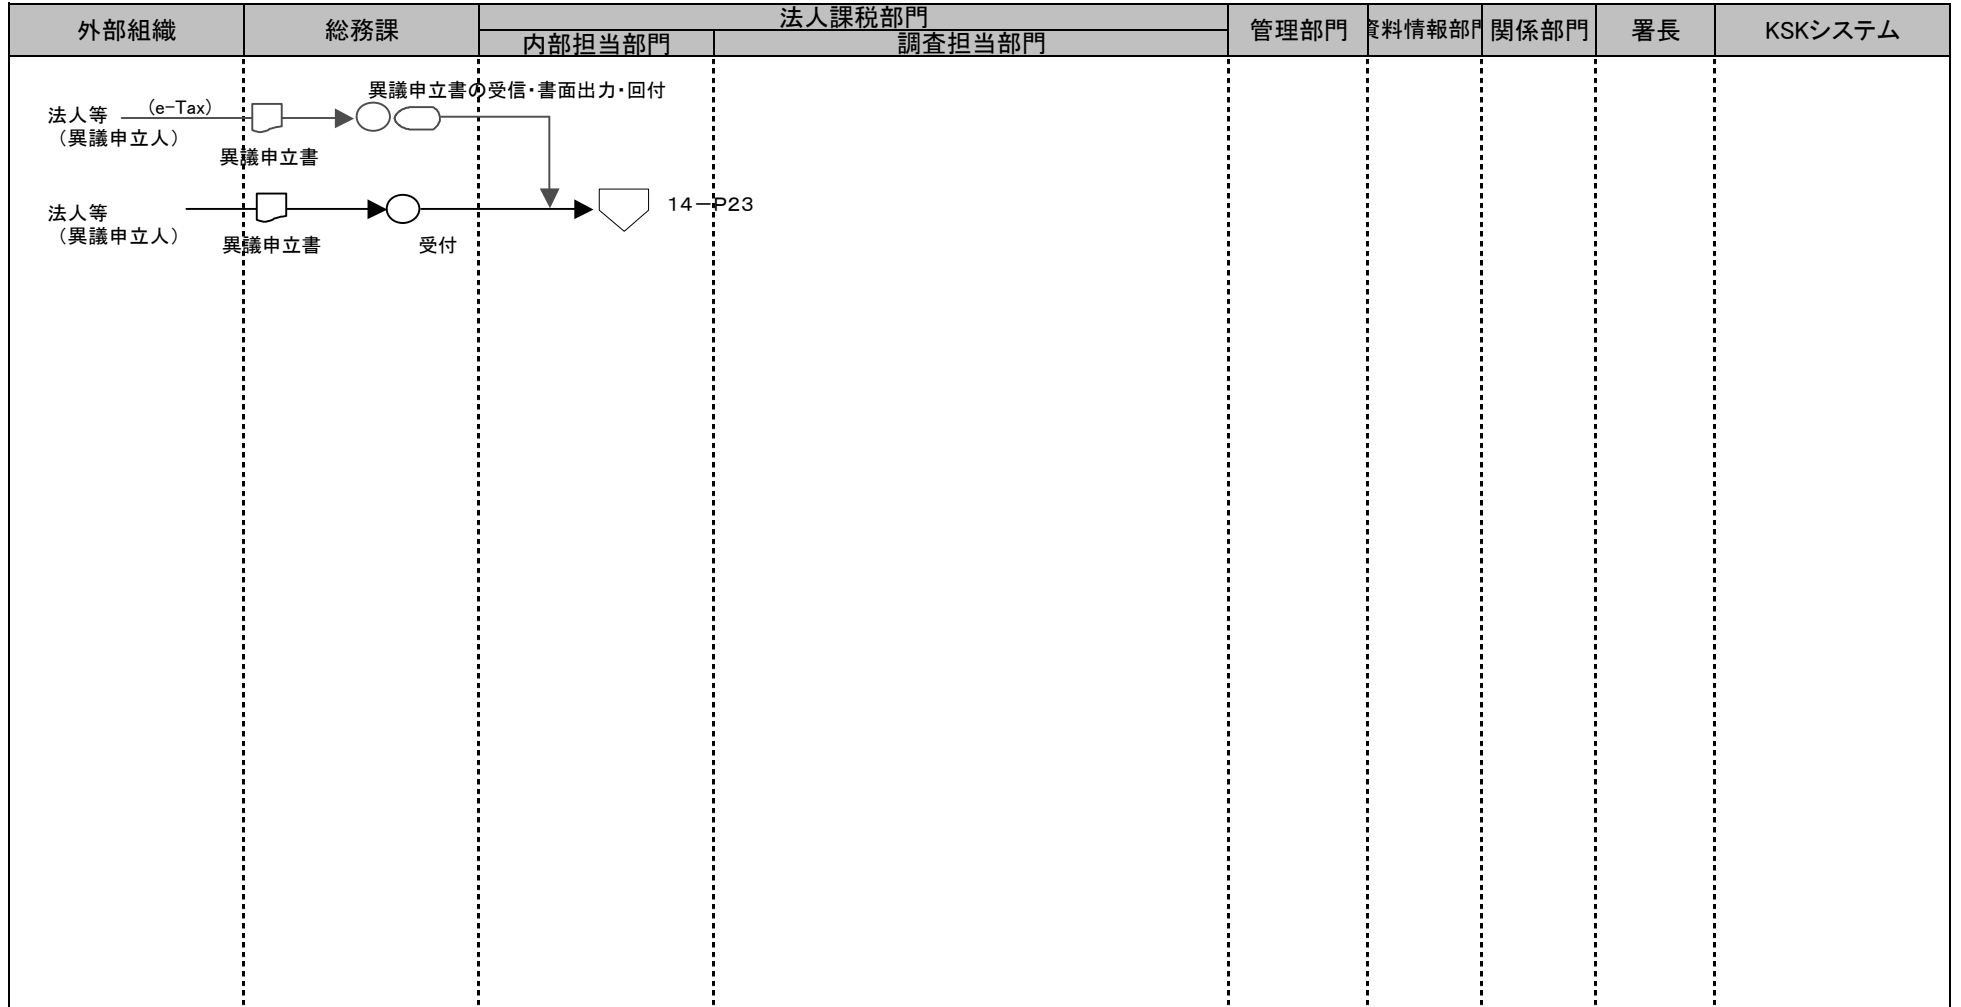 外部組織
総務課
法人課税部門
内部担当部門
調査担当部門
管理部門
資料情報部門
関係部門
署長
KSKシステム
異議申立書の受信・書面出力・回付
(e-Tax)
法人等
(異議申立人)
異議申立書
14－P23
法人等
(異議申立人)
異議申立書
受付